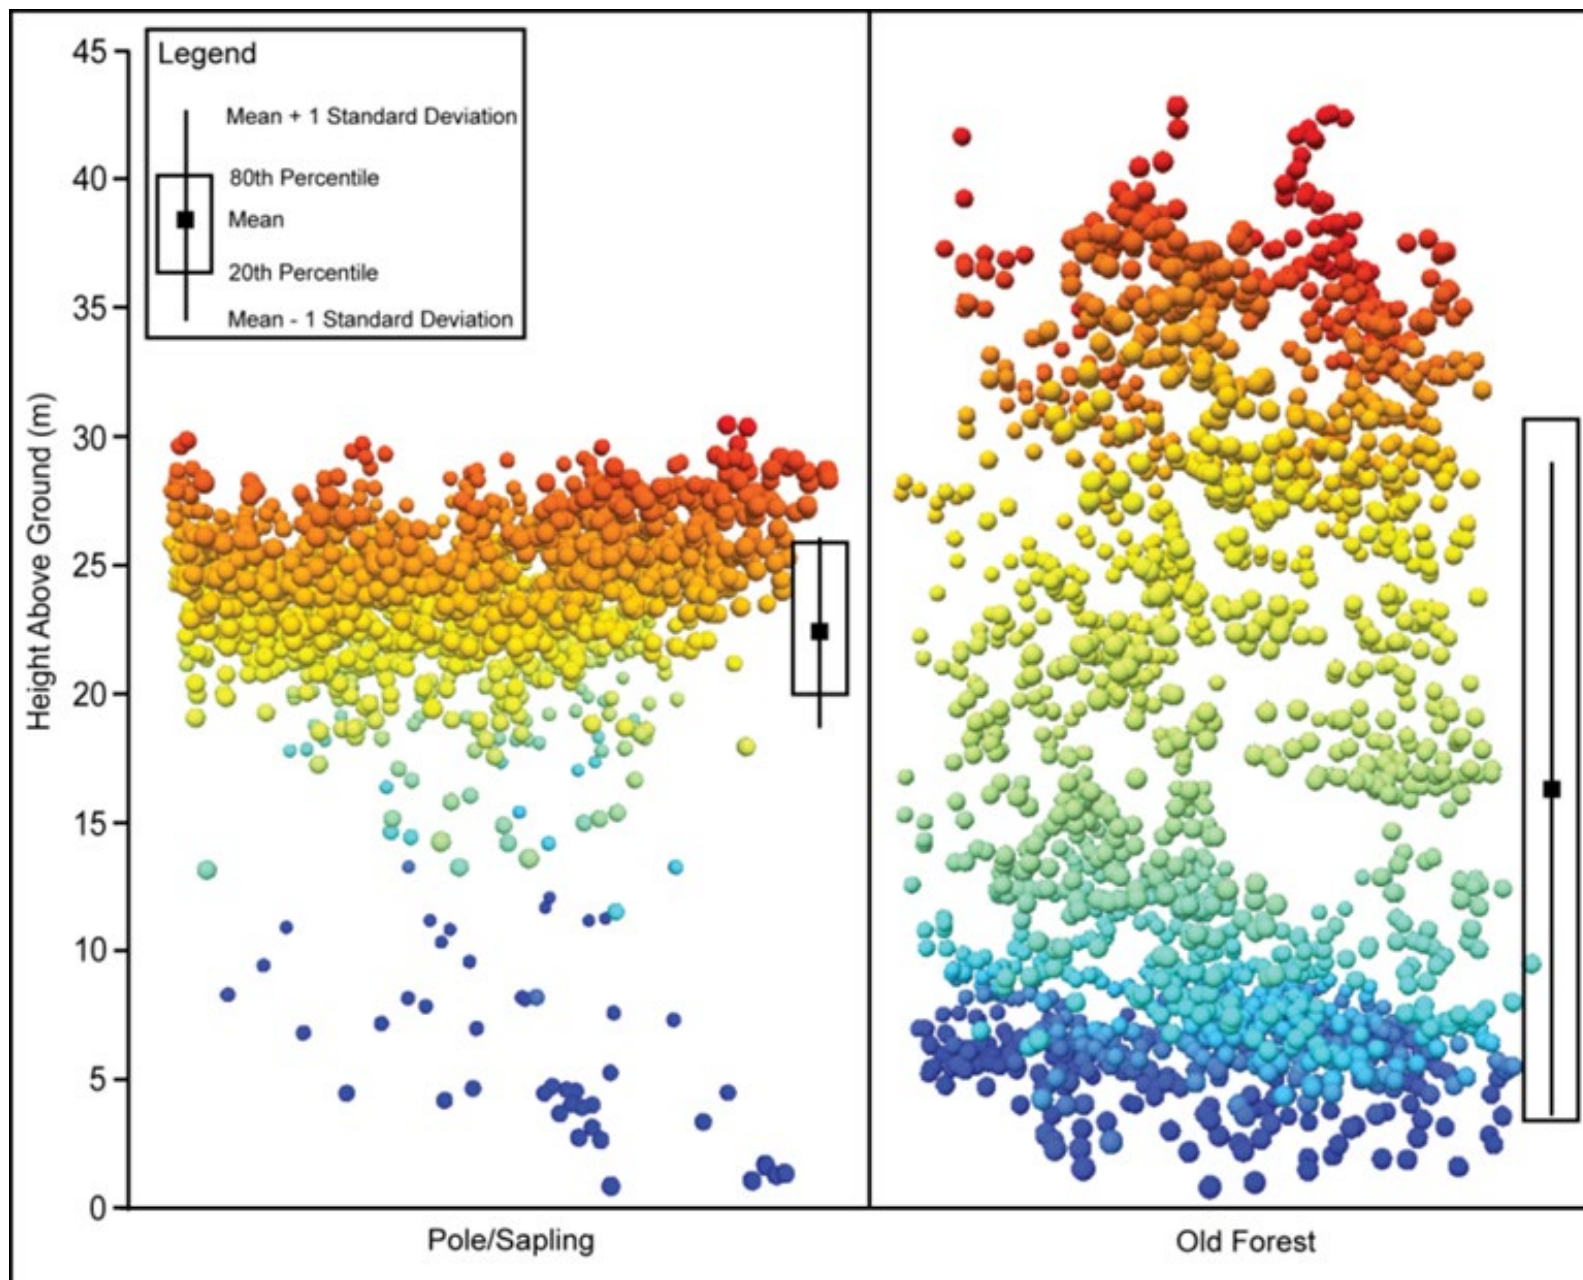 45
40
35
30
25
20
15
10
5
0
Height Above Ground (m)
Legend
Mean + 1 Standard Deviation
80th Percentile
Mean
20th Percentile
Mean - 1 Standard Deviation
Pole/Sapling
Old Forest